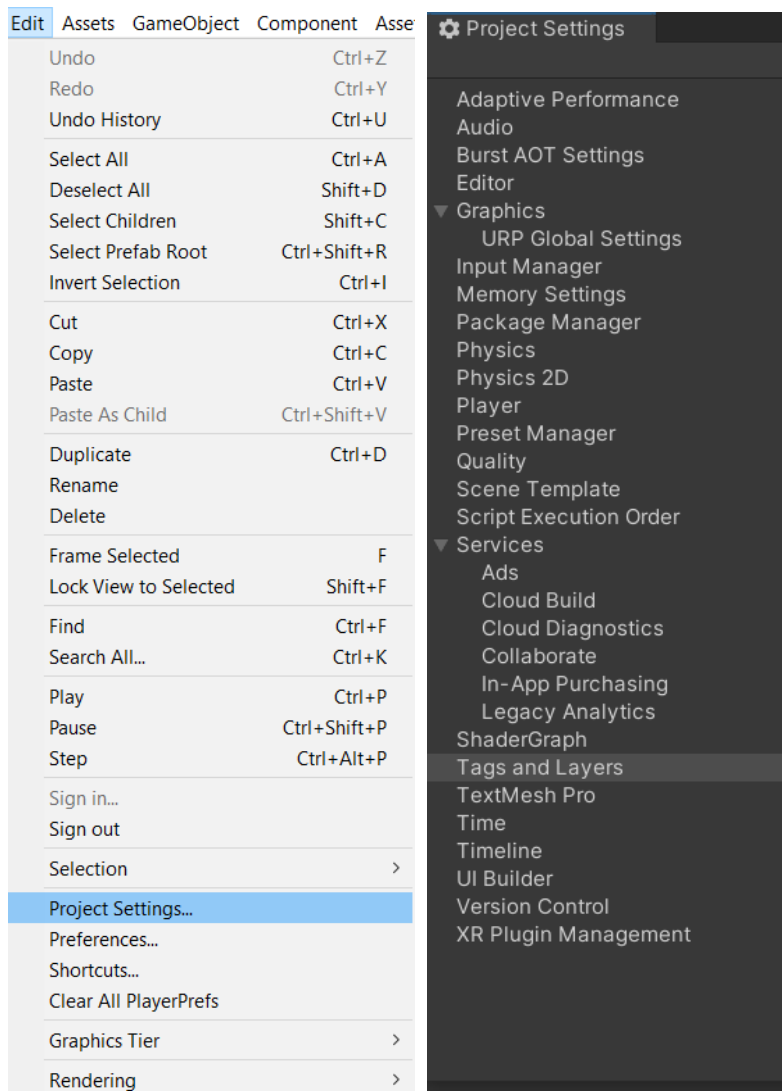 Edit Assets GameObject Component Asse
Undo Ctrl+Z
Redo Ctrl+Y
Undo History Ctrl+U
Select All Ctrl+A
Deselect All Shift+D
Select Children Shift+C
Select Prefab Root Ctrl+Shift+R
Invert Selection Ctrl+I
Cut Ctrl+X
Copy Ctrl+C
Paste Ctrl+V
Paste As Child Ctrl+Shift+V
Duplicate Ctrl+D
Rename
Delete
Frame Selected F
Lock View to Selected Shift+F
Find Ctrl+F
Search All... Ctrl+K
Play Ctrl+P
Pause Ctrl+Shift+P
Step Ctrl+Alt+P
Sign in...
Sign out
Selection >
Project Settings...
Preferences...
Shortcuts...
Clear All PlayerPrefs
Graphics Tier >
Rendering >
Project Settings
Adaptive Performance
Audio
Burst AOT Settings
Editor
Graphics
URP Global Settings
Input Manager
Memory Settings
Package Manager
Physics
Physics 2D
Player
Preset Manager
Quality
Scene Template
Script Execution Order
Services
Ads
Cloud Build
Cloud Diagnostics
Collaborate
In-App Purchasing
Legacy Analytics
ShaderGraph
Tags and Layers
TextMesh Pro
Time
Timeline
UI Builder
Version Control
XR Plugin Management